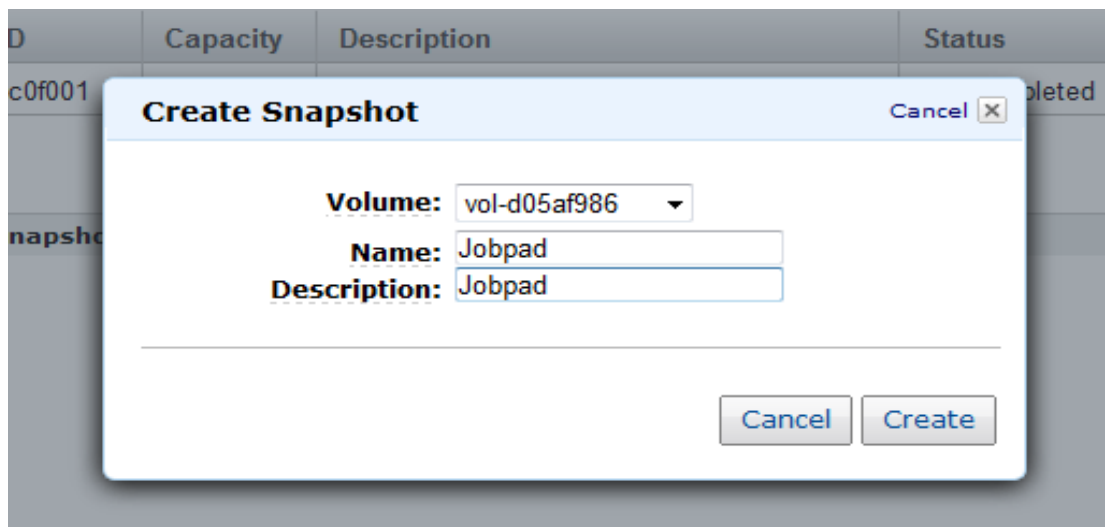 D Capacity Description Status
c0f001 pleted
Create Snapshot Cancel
Volume: vol-d05af986
napsho
Name: Jobpad
Description: Jobpad
Cancel Create